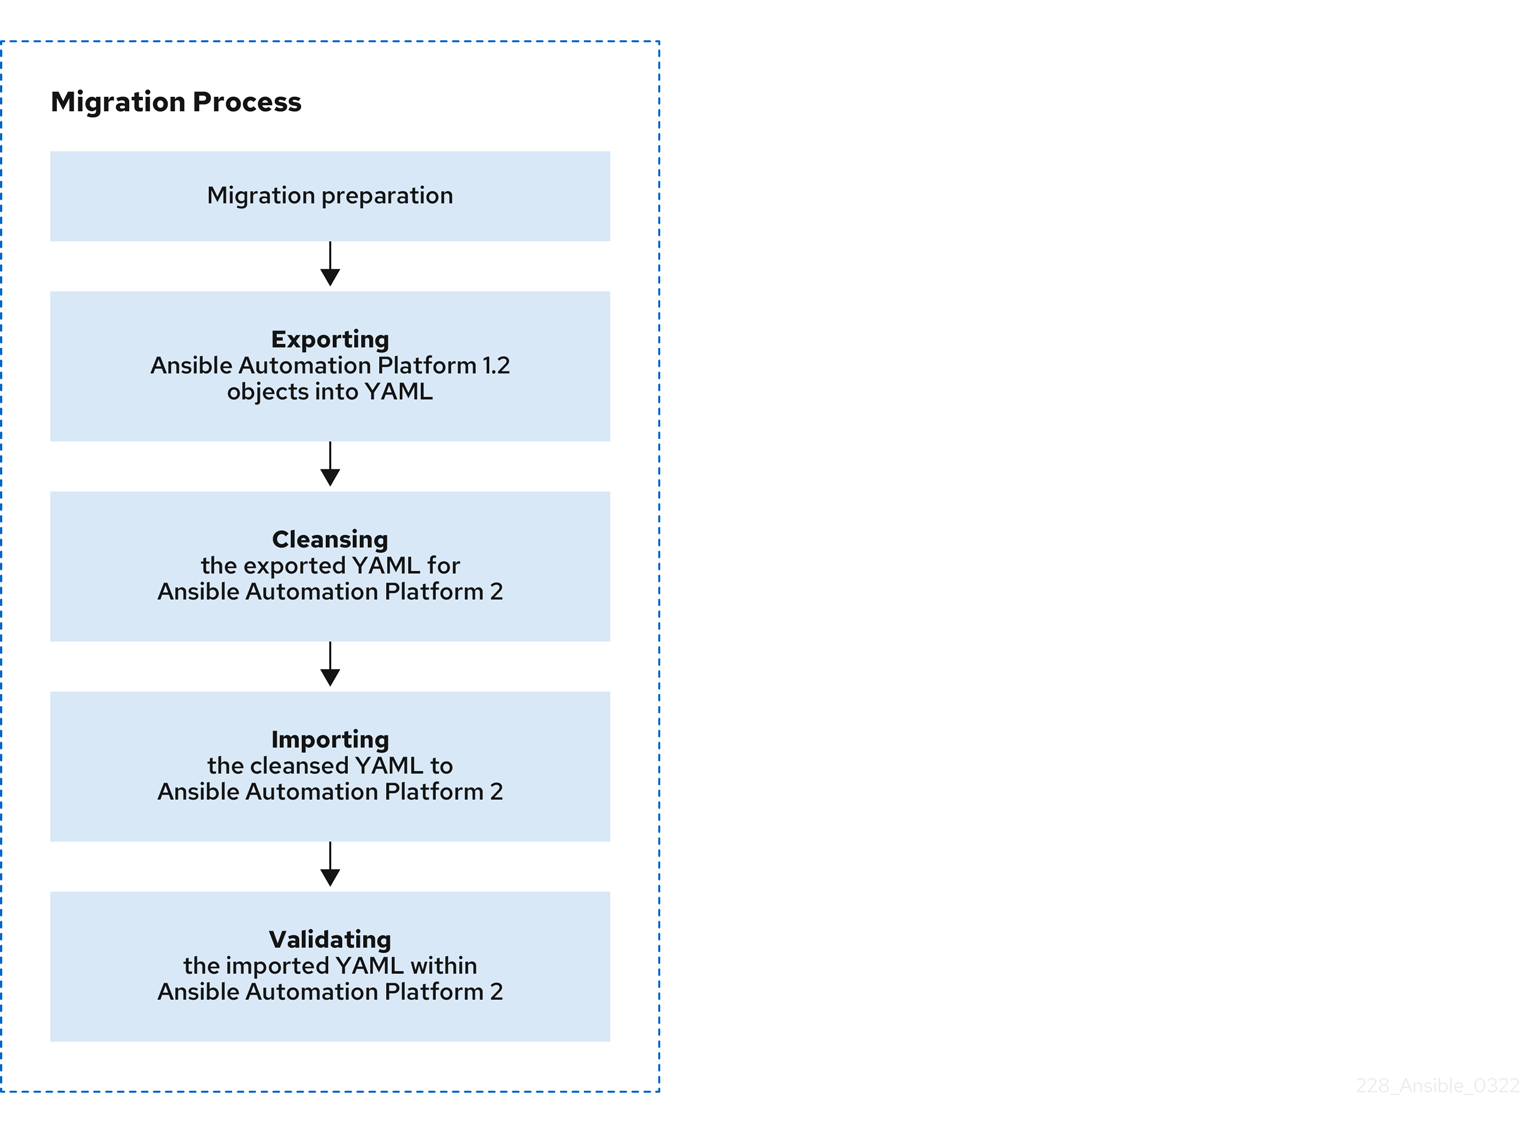 Migration Process
Migration preparation
Exporting
Ansible Automation Platform 1.2
objects into YAML
Cleansing
the exported YAML for
Ansible Automation Platform 2
Importing
the cleansed YAML to
Ansible Automation Platform 2
Validating
the imported YAML within
Ansible Automation Platform 2
228_Ansible_0322